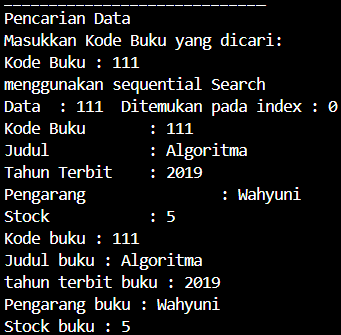 ______________________________
Pencarian Data
Masukkan Kode Buku yang dicari:
Kode Buku : 111
menggunakan sequential Search
Data  : 111  Ditemukan pada index : 0
Kode Buku       : 111
Judul           : Algoritma
Tahun Terbit    : 2019
Pengarang               : Wahyuni
Stock           : 5
Kode buku : 111
Judul buku : Algoritma
tahun terbit buku : 2019
Pengarang buku : Wahyuni
Stock buku : 5